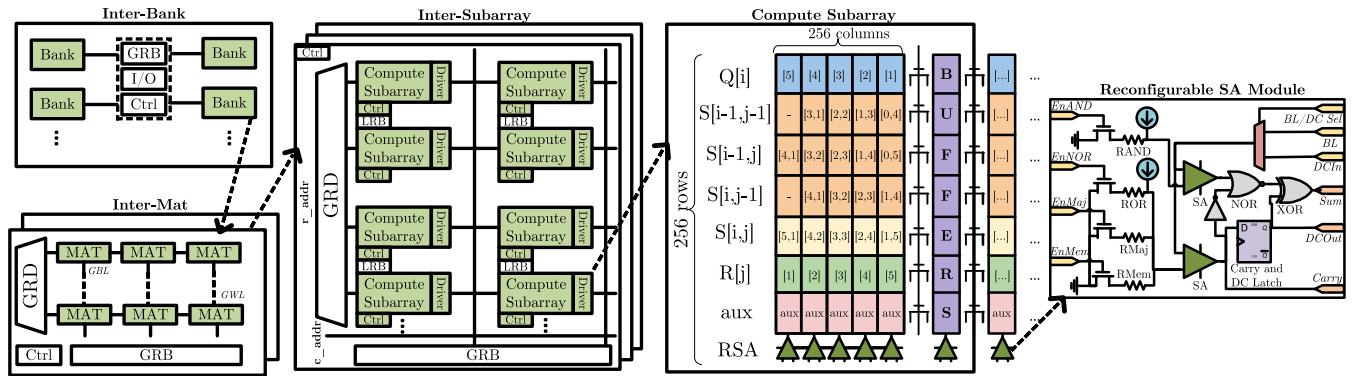 Inter-Bank
Bank
GRB
Bank
I/O
Bank
Ctrl
Bank
Inter-Mat
GRD
MAT
MAT
MAT
GBL
GWL
MAT
MAT
MAT
Ctrl
GRB
Inter-Subarray
Ctrl
GRD
r_addr
c_addr
Compute Subarray
Driver
Compute Subarray
Driver
Ctrl
LRB
Ctrl
LRB
Compute Subarray
Driver
Compute Subarray
Driver
Ctrl
Ctrl
Compute Subarray
Driver
Compute Subarray
Driver
Ctrl
LRB
Ctrl
LRB
Compute Subarray
Driver
Compute Subarray
Driver
Ctrl
Ctrl
GRB
Compute Subarray
256 columns
256 rows
Q[i] [5] [4] [3] [2] [1] B [...] ...
S[i-1,j-1] - [3,1] [2,2] [1,3] [0,4] U [...] ...
S[i-1,j] [4,1] [3,2] [2,3] [1,4] [0,5] F [...] ...
S[i,j-1] - [4,1] [3,2] [2,3] [1,4] F [...] ...
S[i,j] [5,1] [4,2] [3,3] [2,4] [1,5] E [...] ...
R[j] [1] [2] [3] [4] [5] R [...] ...
aux aux aux aux aux aux S aux ...
RSA
Reconfigurable SA Module
EnAND
RAND
EnNOR
ROR
EnMaj
RMaj
EnMem
RMem
SA
SA
NOR
XOR
D
Q
Q
Carry and
DC Latch
BL/DC Sel
BL
DCIn
Sum
DCOut
Carry